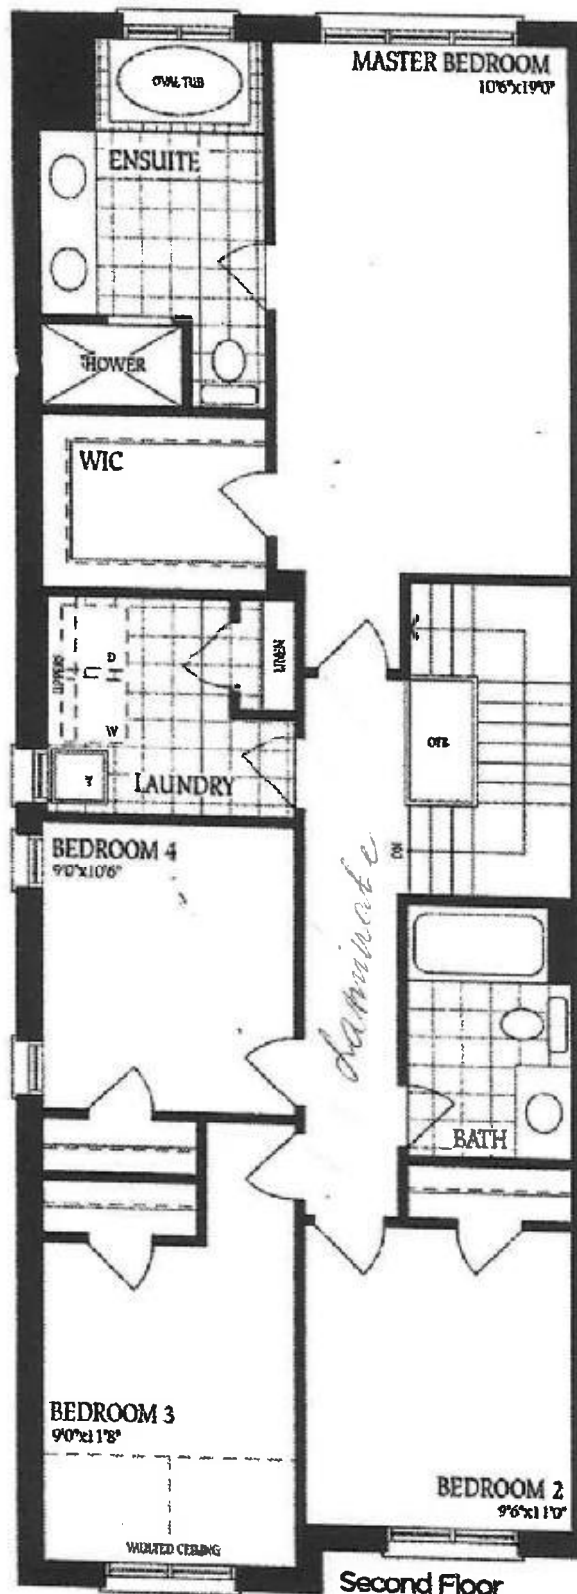 OVAL TUB
MASTER BEDROOM
10'6"x19'0"
ENSUITE
SHOWER
WIC
UPPERS
LINEN
W
LAUNDRY
BEDROOM 4
9'0"x10'6"
DN
Laminate
BATH
BEDROOM 3
9'0"x11'8"
BEDROOM 2
9'6"x11'0"
VAULTED CEILING
Second Floor